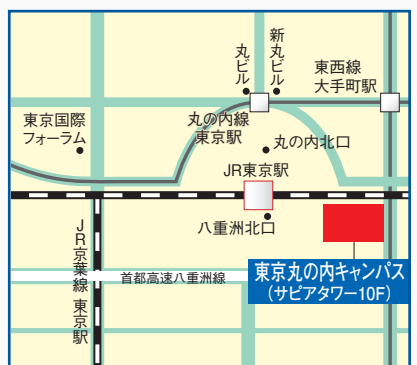 丸ビル
新丸ビル
東西線
大手町駅
東京国際
フォーラム
丸の内線
東京駅
丸の内北口
JR東京駅
八重洲北口
JR京葉線 東京駅
首都高速八重洲線
東京丸の内キャンパス
(サピアタワー10F)